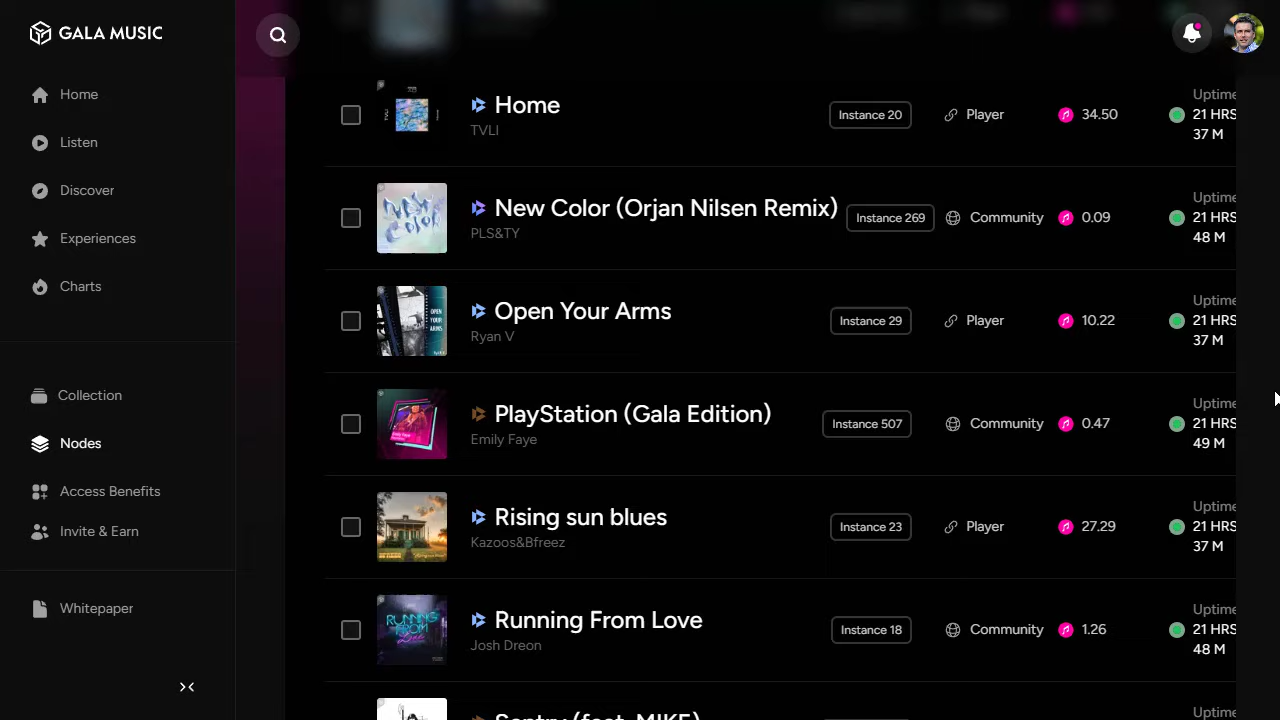 GALA MUSIC
Home
Listen
Discover
Experiences
Charts
Collection
Nodes
Access Benefits
Invite & Earn
Whitepaper
Home
TVLI
Instance 20
Player
34.50
Uptime
21 HRS
37 M
New Color (Orjan Nilsen Remix)
PLS&TY
Instance 269
Community
0.09
Uptime
21 HRS
48 M
Open Your Arms
Ryan V
Instance 29
Player
10.22
Uptime
21 HRS
37 M
PlayStation (Gala Edition)
Emily Faye
Instance 507
Community
0.47
Uptime
21 HRS
49 M
Rising sun blues
Kazoos&Bfreez
Instance 23
Player
27.29
Uptime
21 HRS
37 M
Running From Love
Josh Dreon
Instance 18
Community
1.26
Uptime
21 HRS
48 M
Sentry (feat. MIKE)
Uptime